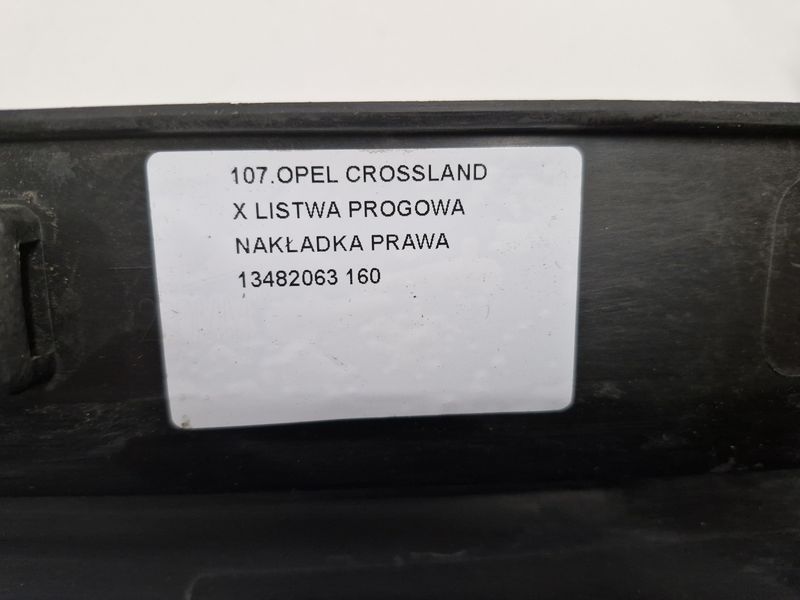 107.OPEL CROSSLAND
X LISTWA PROGOWA
NAKŁADKA PRAWA
13482063 160